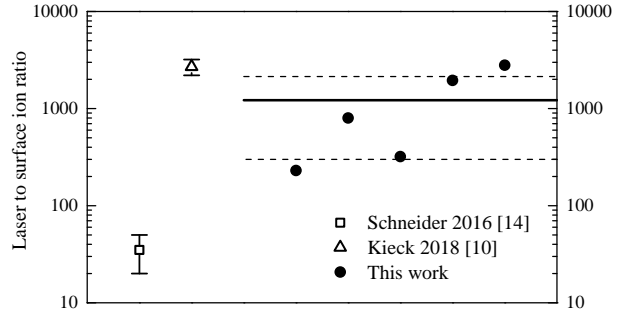 10000
10000
1000
1000
100
100
10
10
Laser to surface ion ratio
Schneider 2016 [14]
Kieck 2018 [10]
This work